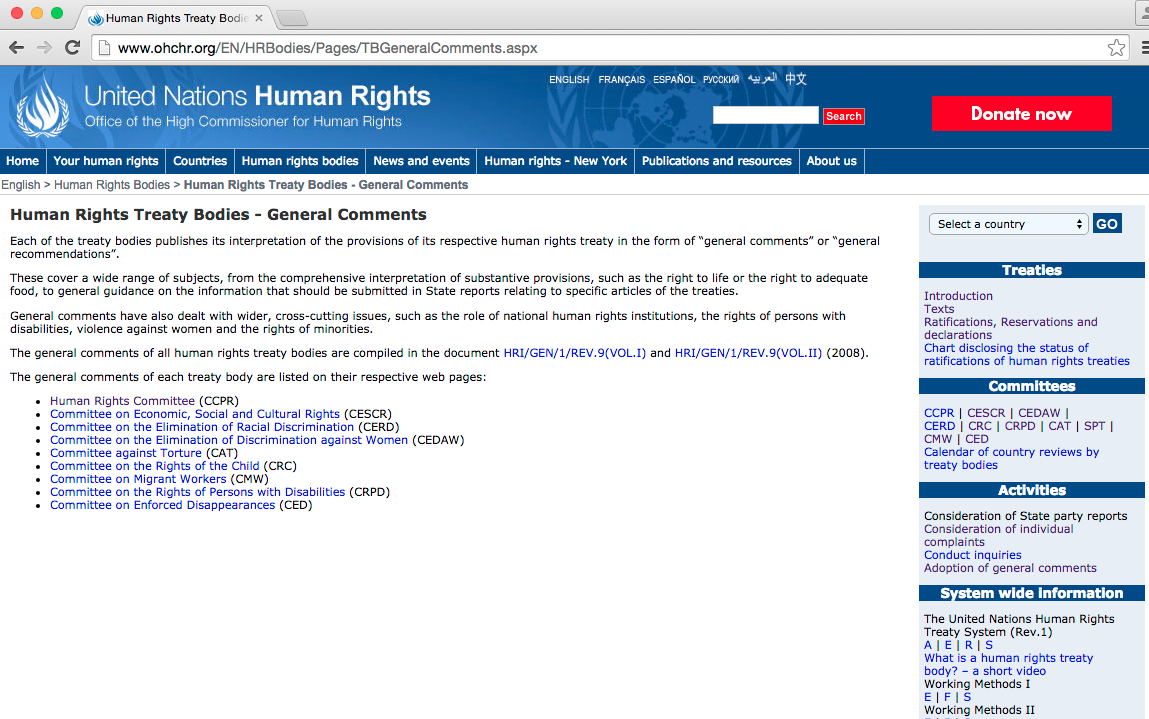 Human Rights Treaty Bodie
www.ohchr.org/EN/HRBodies/Pages/TBGeneralComments.aspx
ENGLISH FRANÇAIS ESPAÑOL РУССКИЙ العربية 中文
United Nations Human Rights
Office of the High Commissioner for Human Rights
Search
Donate now
Home Your human rights Countries Human rights bodies News and events Human rights - New York Publications and resources About us
English > Human Rights Bodies > Human Rights Treaty Bodies - General Comments
Human Rights Treaty Bodies - General Comments
Each of the treaty bodies publishes its interpretation of the provisions of its respective human rights treaty in the form of “general comments” or “general
recommendations”.
These cover a wide range of subjects, from the comprehensive interpretation of substantive provisions, such as the right to life or the right to adequate
food, to general guidance on the information that should be submitted in State reports relating to specific articles of the treaties.
General comments have also dealt with wider, cross-cutting issues, such as the role of national human rights institutions, the rights of persons with
disabilities, violence against women and the rights of minorities.
The general comments of all human rights treaty bodies are compiled in the document HRI/GEN/1/REV.9(VOL.I) and HRI/GEN/1/REV.9(VOL.II) (2008).
The general comments of each treaty body are listed on their respective web pages:
• Human Rights Committee (CCPR)
• Committee on Economic, Social and Cultural Rights (CESCR)
• Committee on the Elimination of Racial Discrimination (CERD)
• Committee on the Elimination of Discrimination against Women (CEDAW)
• Committee against Torture (CAT)
• Committee on the Rights of the Child (CRC)
• Committee on Migrant Workers (CMW)
• Committee on the Rights of Persons with Disabilities (CRPD)
• Committee on Enforced Disappearances (CED)
Select a country GO
Treaties
Introduction
Texts
Ratifications, Reservations and
declarations
Chart disclosing the status of
ratifications of human rights treaties
Committees
CCPR | CESCR | CEDAW |
CERD | CRC | CRPD | CAT | SPT |
CMW | CED
Calendar of country reviews by
treaty bodies
Activities
Consideration of State party reports
Consideration of individual
complaints
Conduct inquiries
Adoption of general comments
System wide information
The United Nations Human Rights
Treaty System (Rev.1)
A | E | R | S
What is a human rights treaty
body? – a short video
Working Methods I
E | F | S
Working Methods II